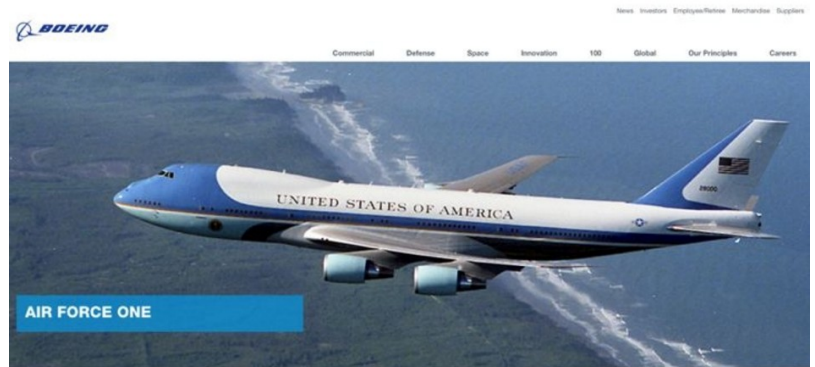 News Investors Employee/Retiree Merchandise Suppliers
BOEING
Commercial Defense Space Innovation 100 Global Our Principles Careers
UNITED STATES OF AMERICA
28000
AIR FORCE ONE